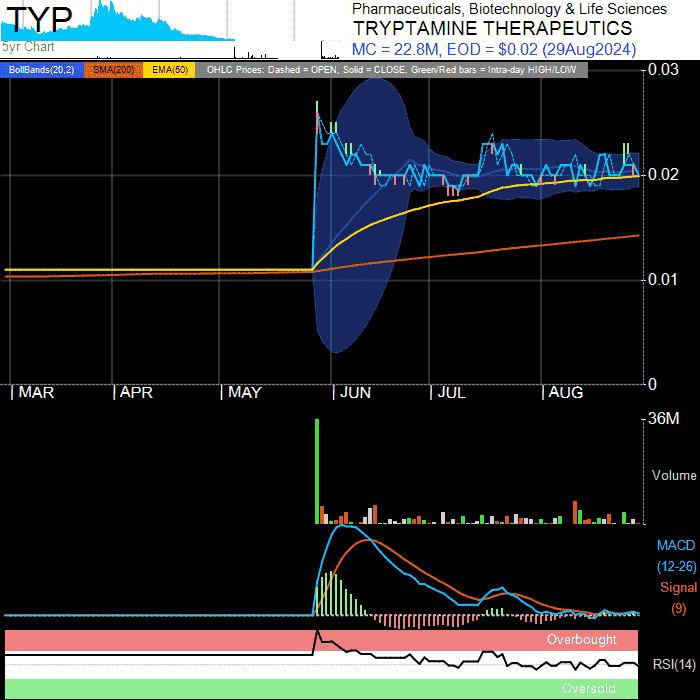 TYP
Pharmaceuticals, Biotechnology & Life Sciences
TRYPTAMINE THERAPEUTICS
5yr Chart
MC = 22.8M, EOD = $0.02 (29Aug2024)
BollBands(20,2) SMA(200) EMA(50) OHLC Prices: Dashed = OPEN, Solid = CLOSE, Green/Red bars = Intra-day HIGH/LOW
0.03
0.02
0.01
0
MAR APR MAY JUN JUL AUG
36M
Volume
MACD
(12-26)
Signal
(9)
Overbought
RSI(14)
Oversold